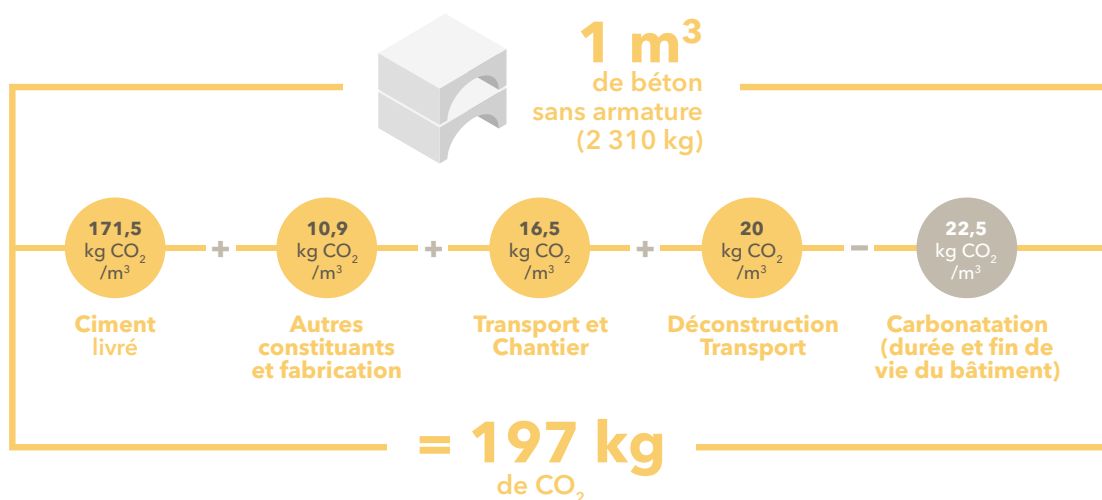 1 m³
de béton
sans armature
(2 310 kg)
171,5
kg CO₂
/m³
+
10,9
kg CO₂
/m³
+
16,5
kg CO₂
/m³
+
20
kg CO₂
/m³
–
22,5
kg CO₂
/m³
Ciment
livré
Autres
constituants
et fabrication
Transport et
Chantier
Déconstruction
Transport
Carbonatation
(durée et fin de
vie du bâtiment)
= 197 kg
de CO₂